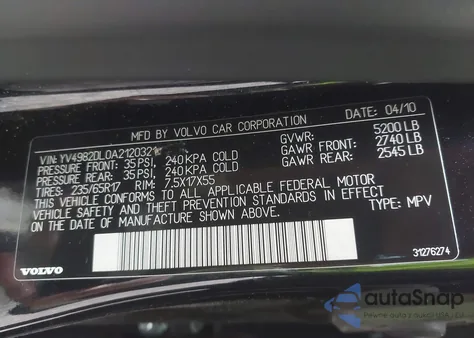 MFD BY VOLVO CAR CORPORATION DATE: 04/10
VIN: YV4982DL0A2120321
PRESSURE FRONT: 35 PSI, 240 KPA COLD
PRESSURE REAR: 35 PSI, 240 KPA COLD
TIRES: 235/65R17 RIM: 7.5X17X55
GVWR: 5200 LB
GAWR FRONT: 2740 LB
GAWR REAR: 2545 LB
THIS VEHICLE CONFORMS TO ALL APPLICABLE FEDERAL MOTOR
VEHICLE SAFETY AND THEFT PREVENTION STANDARDS IN EFFECT
ON THE DATE OF MANUFACTURE SHOWN ABOVE. TYPE: MPV
VOLVO
31276274
autoSnap